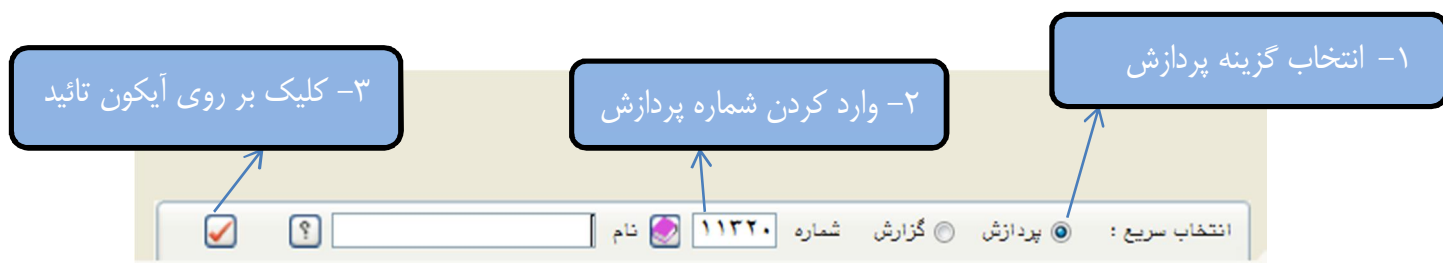 ۱- انتخاب گزینه پردازش
۲- وارد کردن شماره پردازش
۳- کلیک بر روی آیکون تائید
انتخاب سریع : پردازش گزارش شماره ۱۱۳۲۰ نام ؟